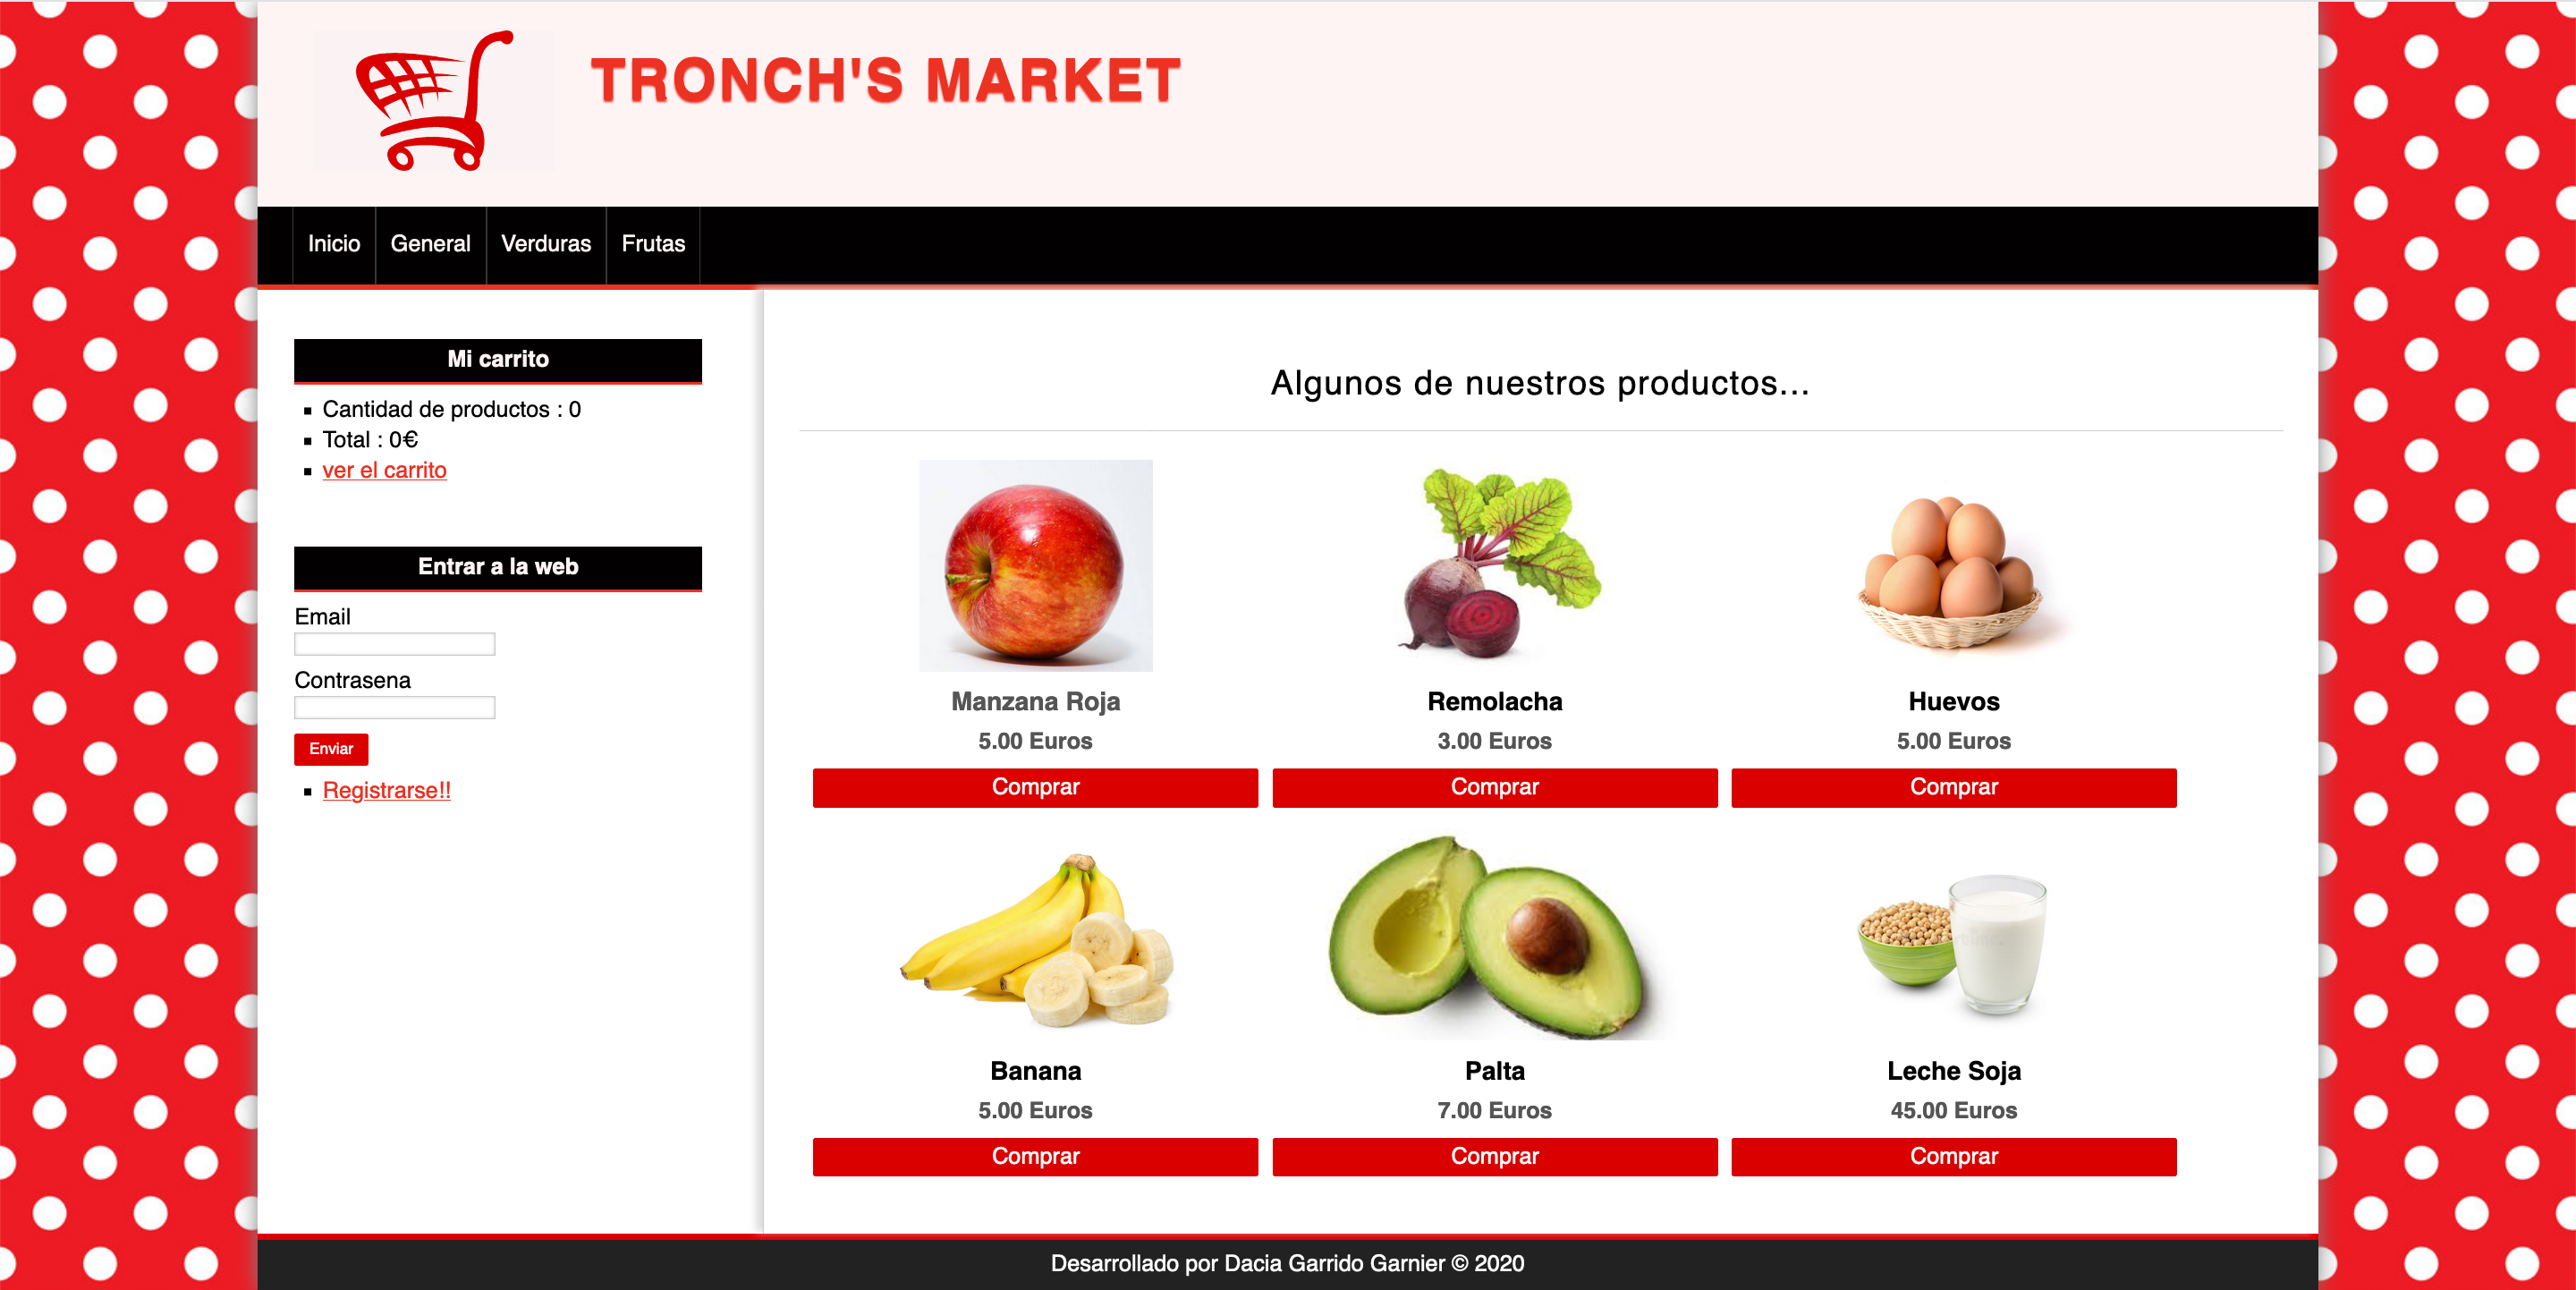 TRONCH'S MARKET
Inicio General Verduras Frutas
Mi carrito
Cantidad de productos : 0
Total : 0€
ver el carrito
Entrar a la web
Email
Contrasena
Enviar
Registrarse!!
Algunos de nuestros productos...
Manzana Roja
5.00 Euros
Comprar
Remolacha
3.00 Euros
Comprar
Huevos
5.00 Euros
Comprar
Banana
5.00 Euros
Comprar
Palta
7.00 Euros
Comprar
Leche Soja
45.00 Euros
Comprar
Desarrollado por Dacia Garrido Garnier © 2020